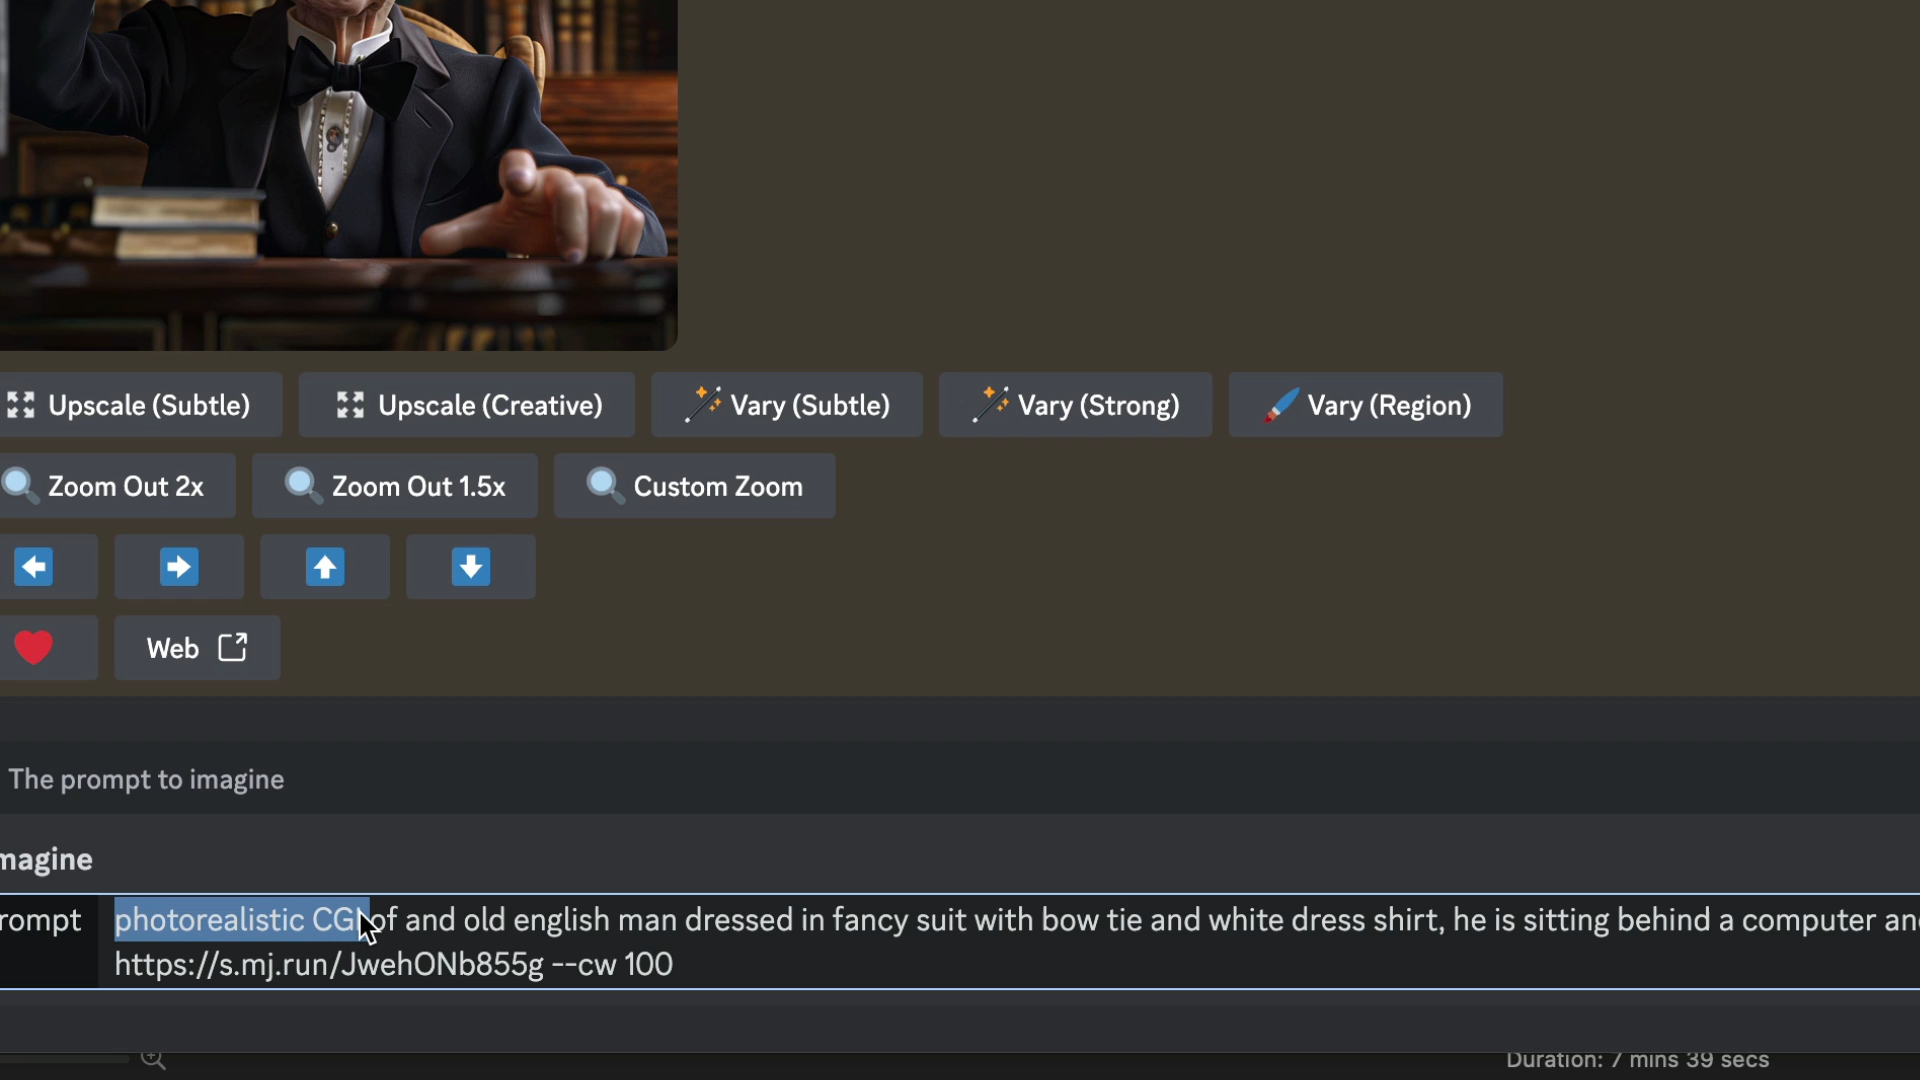 Upscale (Subtle) Upscale (Creative) Vary (Subtle) Vary (Strong) Vary (Region)
Zoom Out 2x Zoom Out 1.5x Custom Zoom
Web
The prompt to imagine
magine
rompt photorealistic CGI of and old english man dressed in fancy suit with bow tie and white dress shirt, he is sitting behind a computer an
https://s.mj.run/JwehONb855g --cw 100
Duration: 7 mins 39 secs